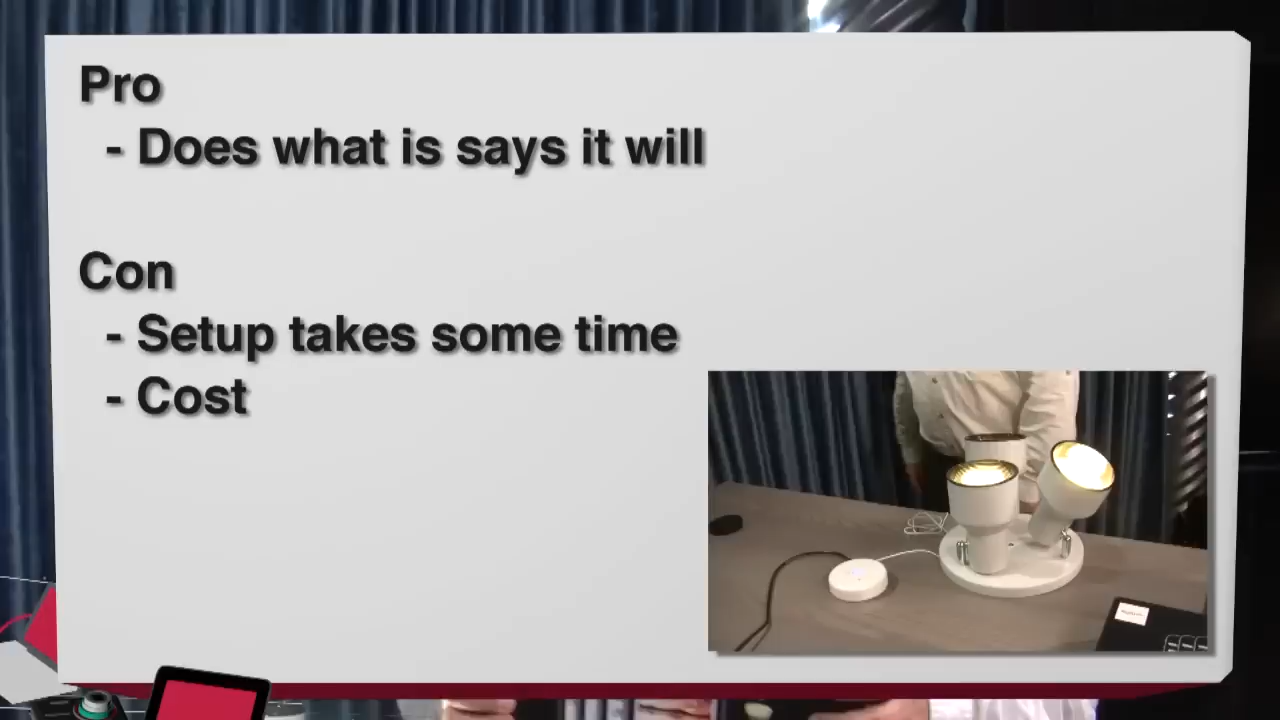 Pro
- Does what is says it will
Con
- Setup takes some time
- Cost